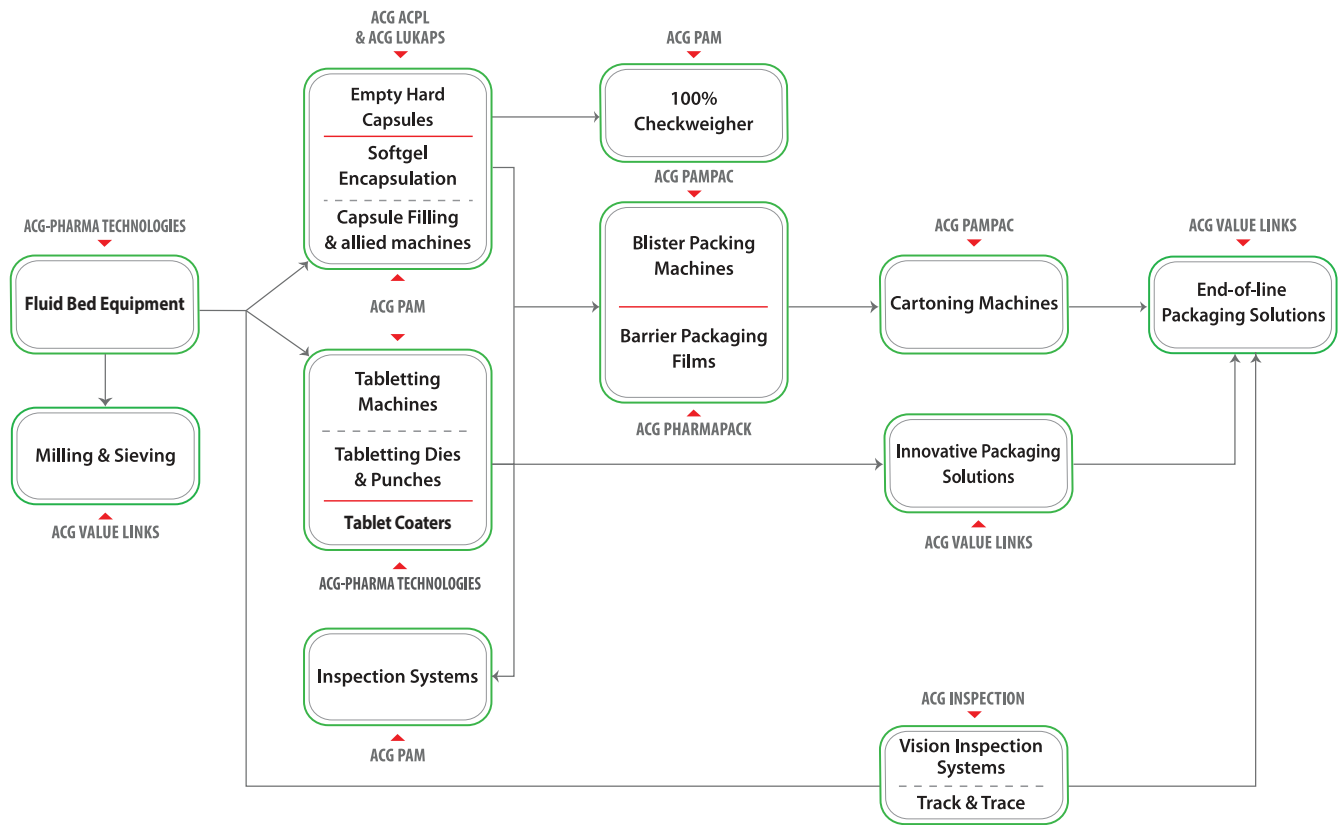 ACG ACPL
& ACG LUKAPS
Empty Hard
Capsules
Softgel
Encapsulation
Capsule Filling
& allied machines
ACG PAM
ACG PAM
100%
Checkweigher
ACG PAMPAC
Blister Packing
Machines
Barrier Packaging
Films
ACG PHARMAPACK
ACG-PHARMA TECHNOLOGIES
Fluid Bed Equipment
Milling & Sieving
ACG VALUE LINKS
Tabletting
Machines
Tabletting Dies
& Punches
Tablet Coaters
ACG-PHARMA TECHNOLOGIES
Inspection Systems
ACG PAM
ACG PAMPAC
Cartoning Machines
ACG VALUE LINKS
End-of-line
Packaging Solutions
Innovative Packaging
Solutions
ACG VALUE LINKS
ACG INSPECTION
Vision Inspection
Systems
Track & Trace